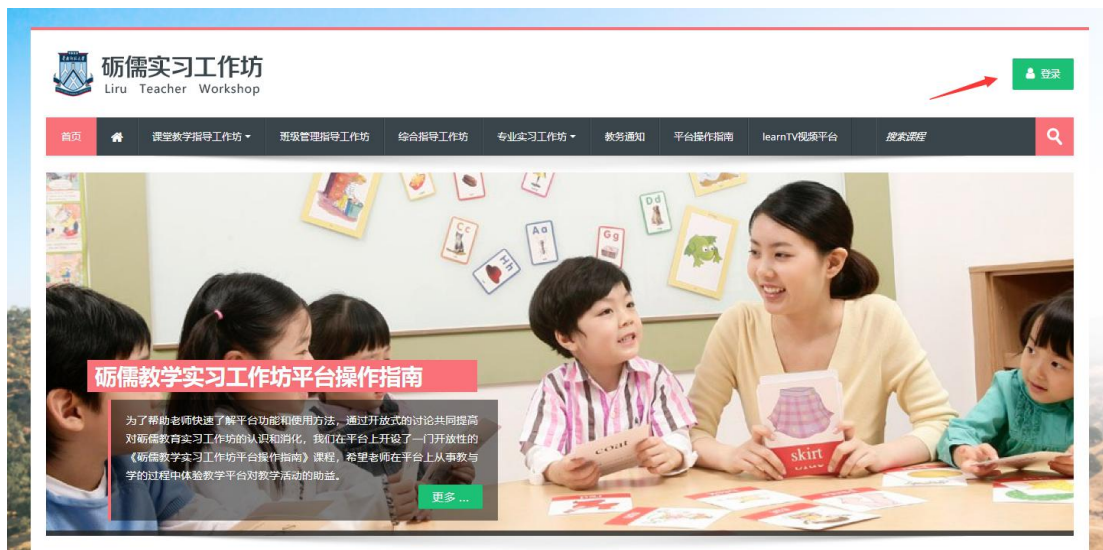 砺儒实习工作坊
Liru Teacher Workshop
登录
首页 课堂教学指导工作坊 班级管理指导工作坊 综合指导工作坊 专业实习工作坊 教务通知 平台操作指南 learnTV视频平台 搜索课程
Cc
Hh
Aa
Gg
Dd
砺儒教学实习工作坊平台操作指南
为了帮助老师快速了解平台功能和使用方法，通过开放式的讨论共同提高
对砺儒教育实习工作坊的认识和消化，我们在平台上开设了一门开放性的
《砺儒教学实习工作坊平台操作指南》课程，希望老师在平台上从事教与
学的过程中体验教学平台对教学活动的助益。
更多 ...
coat
skirt